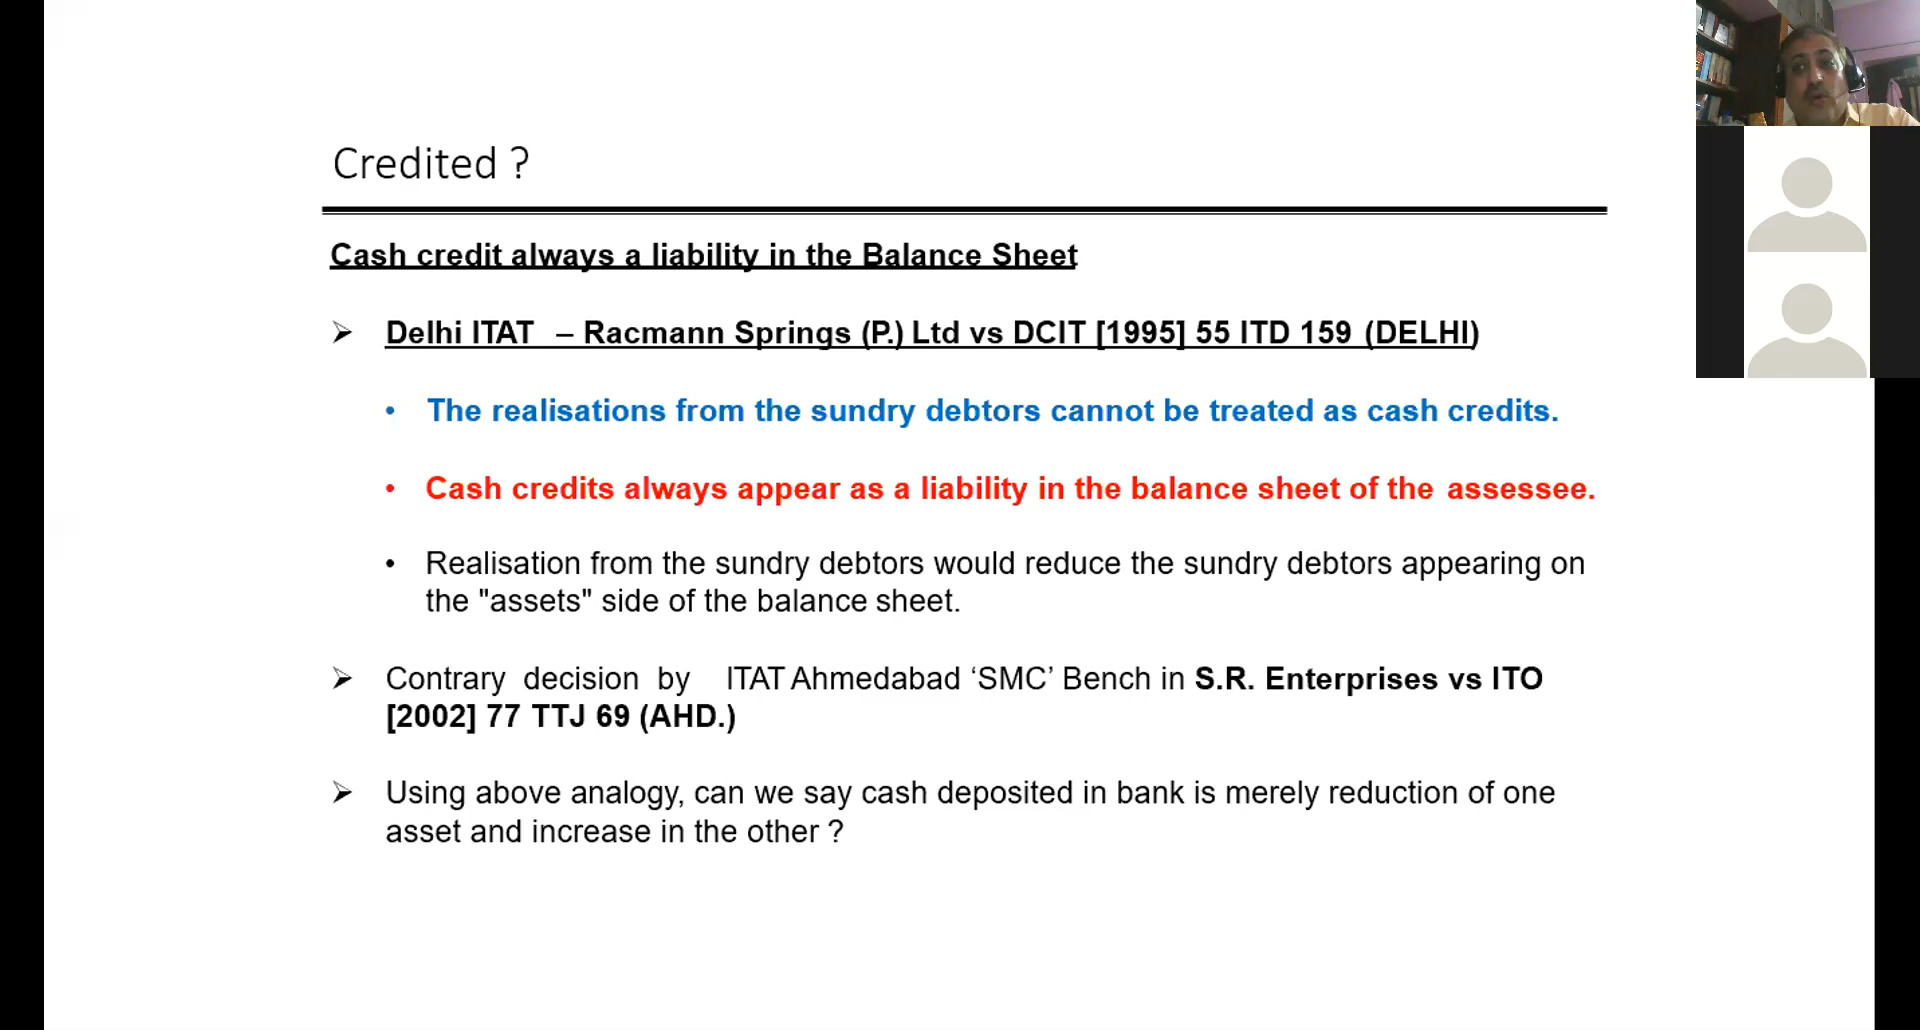 Credited ?
Cash credit always a liability in the Balance Sheet
➢ Delhi ITAT – Racmann Springs (P.) Ltd vs DCIT [1995] 55 ITD 159 (DELHI)
• The realisations from the sundry debtors cannot be treated as cash credits.
• Cash credits always appear as a liability in the balance sheet of the assessee.
• Realisation from the sundry debtors would reduce the sundry debtors appearing on
the "assets" side of the balance sheet.
➢ Contrary decision by ITAT Ahmedabad ‘SMC’ Bench in S.R. Enterprises vs ITO
[2002] 77 TTJ 69 (AHD.)
➢ Using above analogy, can we say cash deposited in bank is merely reduction of one
asset and increase in the other ?